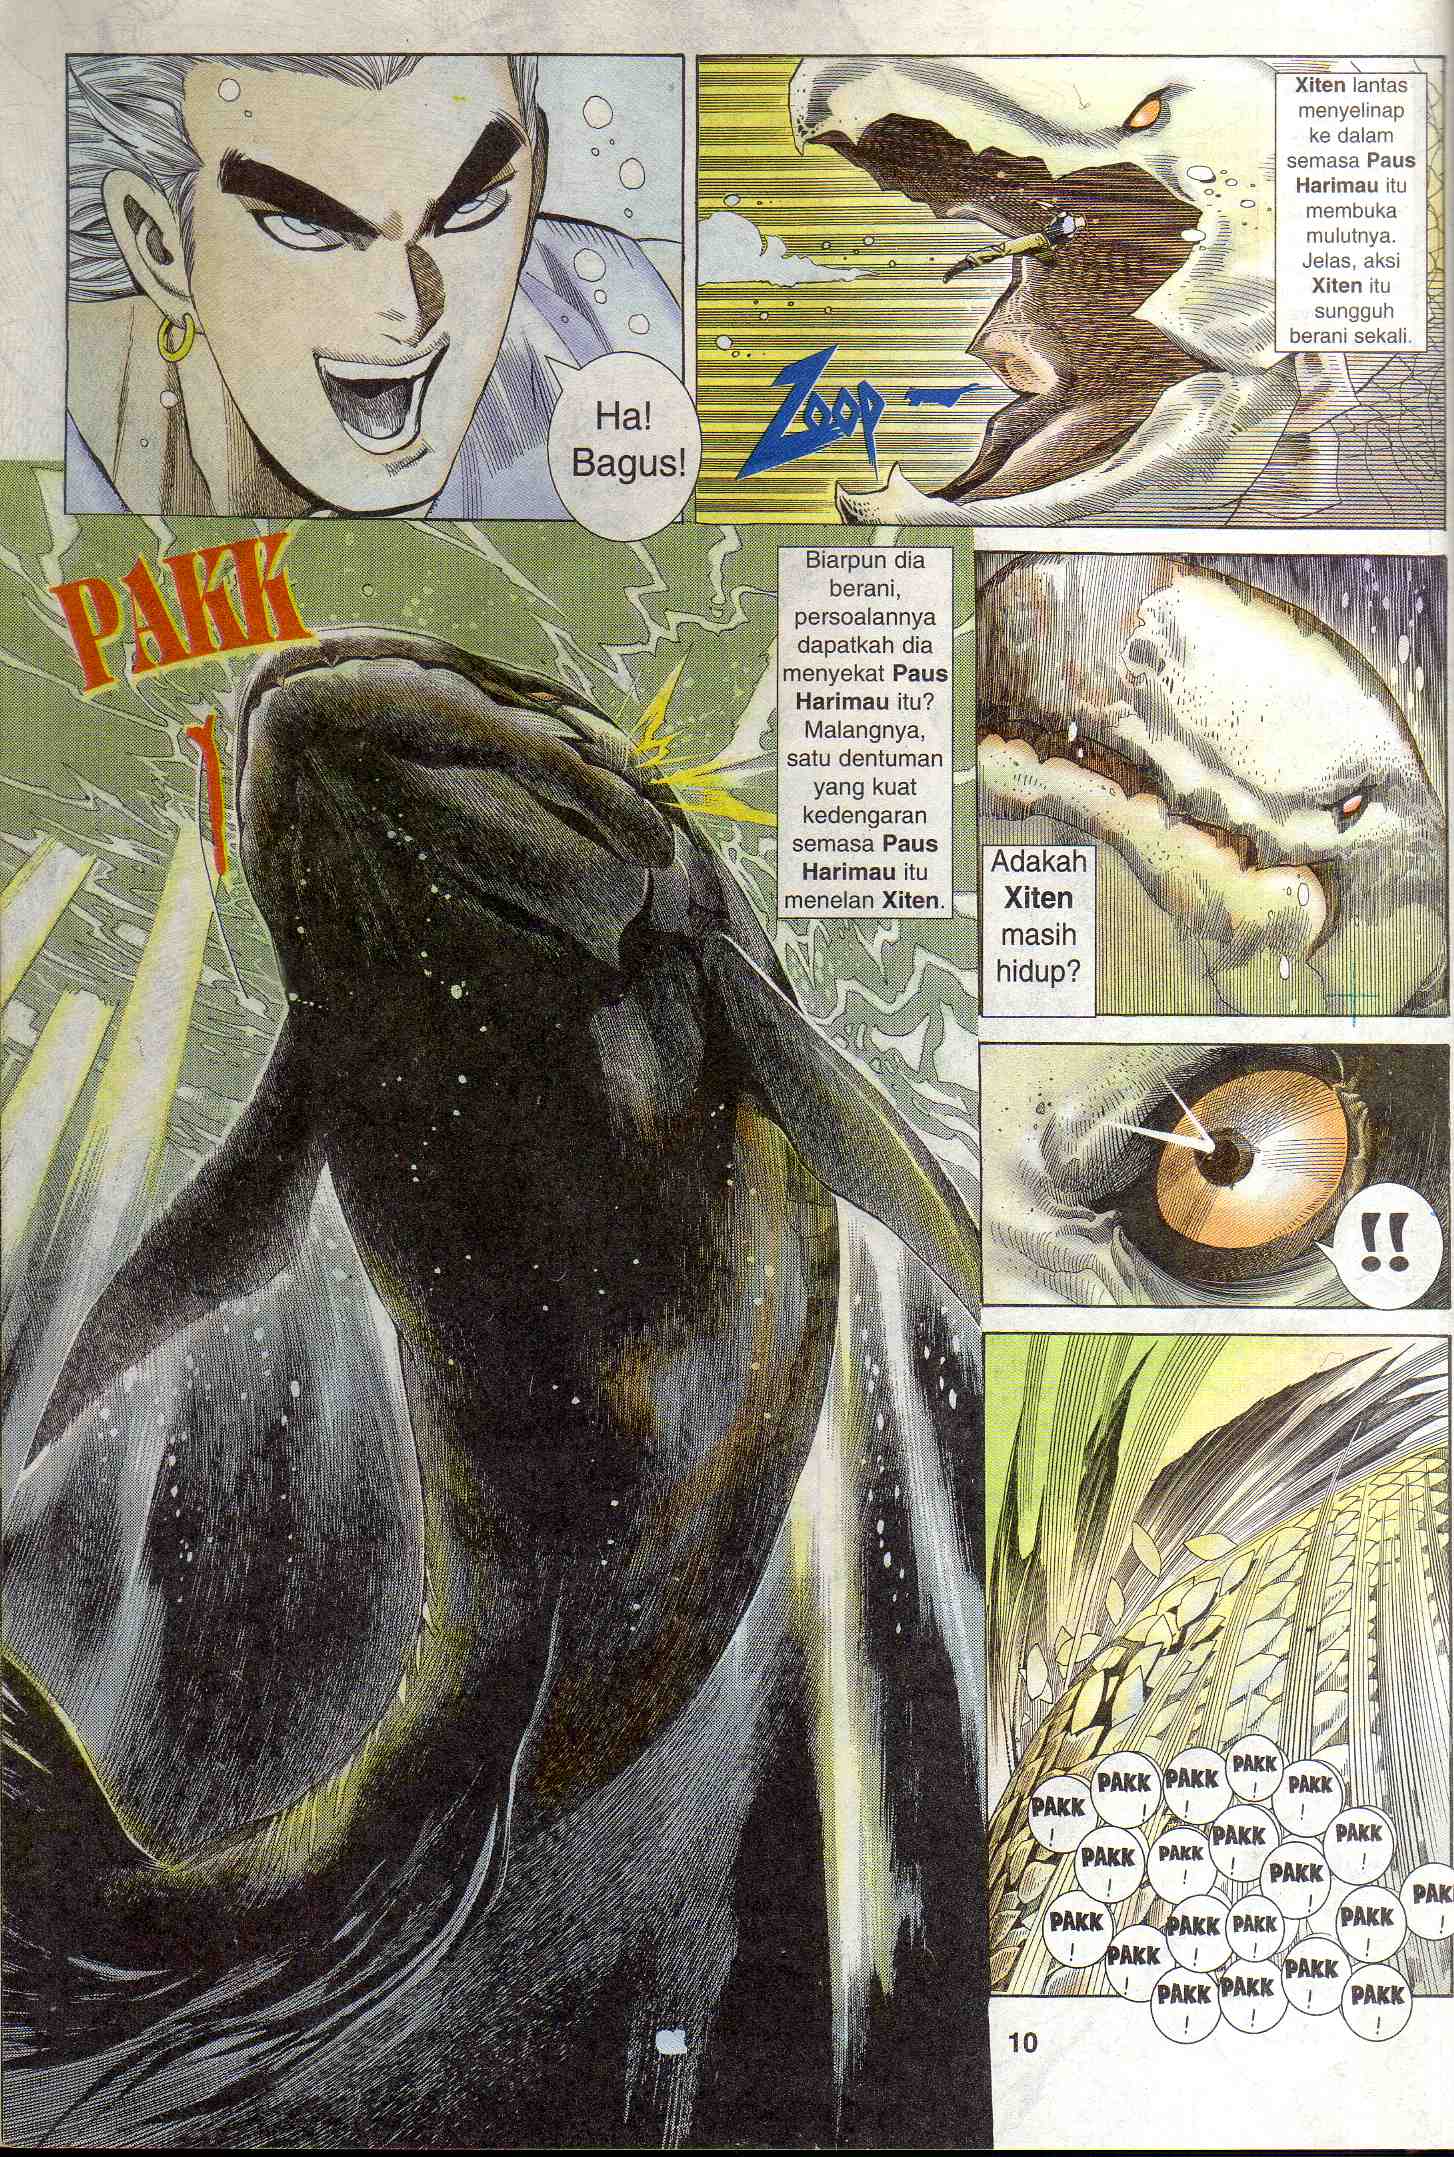 Ha!
Bagus!
Xiten lantas
menyelinap
ke dalam
semasa Paus
Harimau itu
membuka
mulutnya.
Jelas, aksi
Xiten itu
sungguh
berani sekali.
Zoop
PAKK
!
Biarpun dia
berani,
persoalannya
dapatkah dia
menyekat Paus
Harimau itu?
Malangnya,
satu dentuman
yang kuat
kedengaran
semasa Paus
Harimau itu
menelan Xiten.
Adakah
Xiten
masih
hidup?
!!
PAKK
!
PAKK
!
PAKK
!
PAKK
!
PAKK
!
PAKK
!
PAKK
!
PAKK
!
PAKK
!
PAKK
!
PAKK
!
PAKK
!
PAKK
!
PAKK
!
PAKK
!
PAKK
!
PAKK
!
PAKK
!
PAKK
!
PAKK
!
10